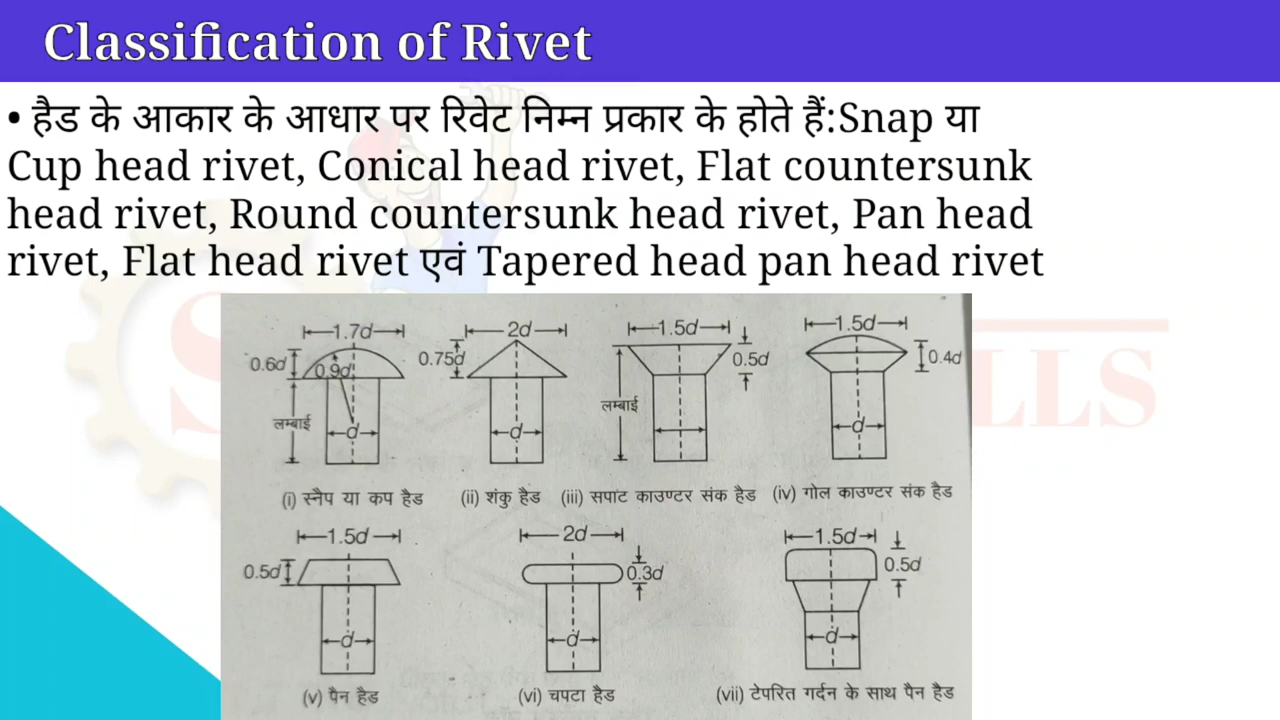 Classification of Rivet
• हैड के आकार के आधार पर रिवेट निम्न प्रकार के होते हैं:Snap या
Cup head rivet, Conical head rivet, Flat countersunk
head rivet, Round countersunk head rivet, Pan head
rivet, Flat head rivet एवं Tapered head pan head rivet
1.7d 2d 1.5d 1.5d
0.6d 0.9d 0.75d 0.5d 0.4d
लम्बाई लम्बाई
d d d
(i) स्नैप या कप हैड (ii) शंकु हैड (iii) सपाट काउण्टर संक हैड (iv) गोल काउण्टर संक हैड
1.5d 2d 1.5d
0.5d 0.3d 0.5d
d d d
(v) पैन हैड (vi) चपटा हैड (vii) टेपरित गर्दन के साथ पैन हैड